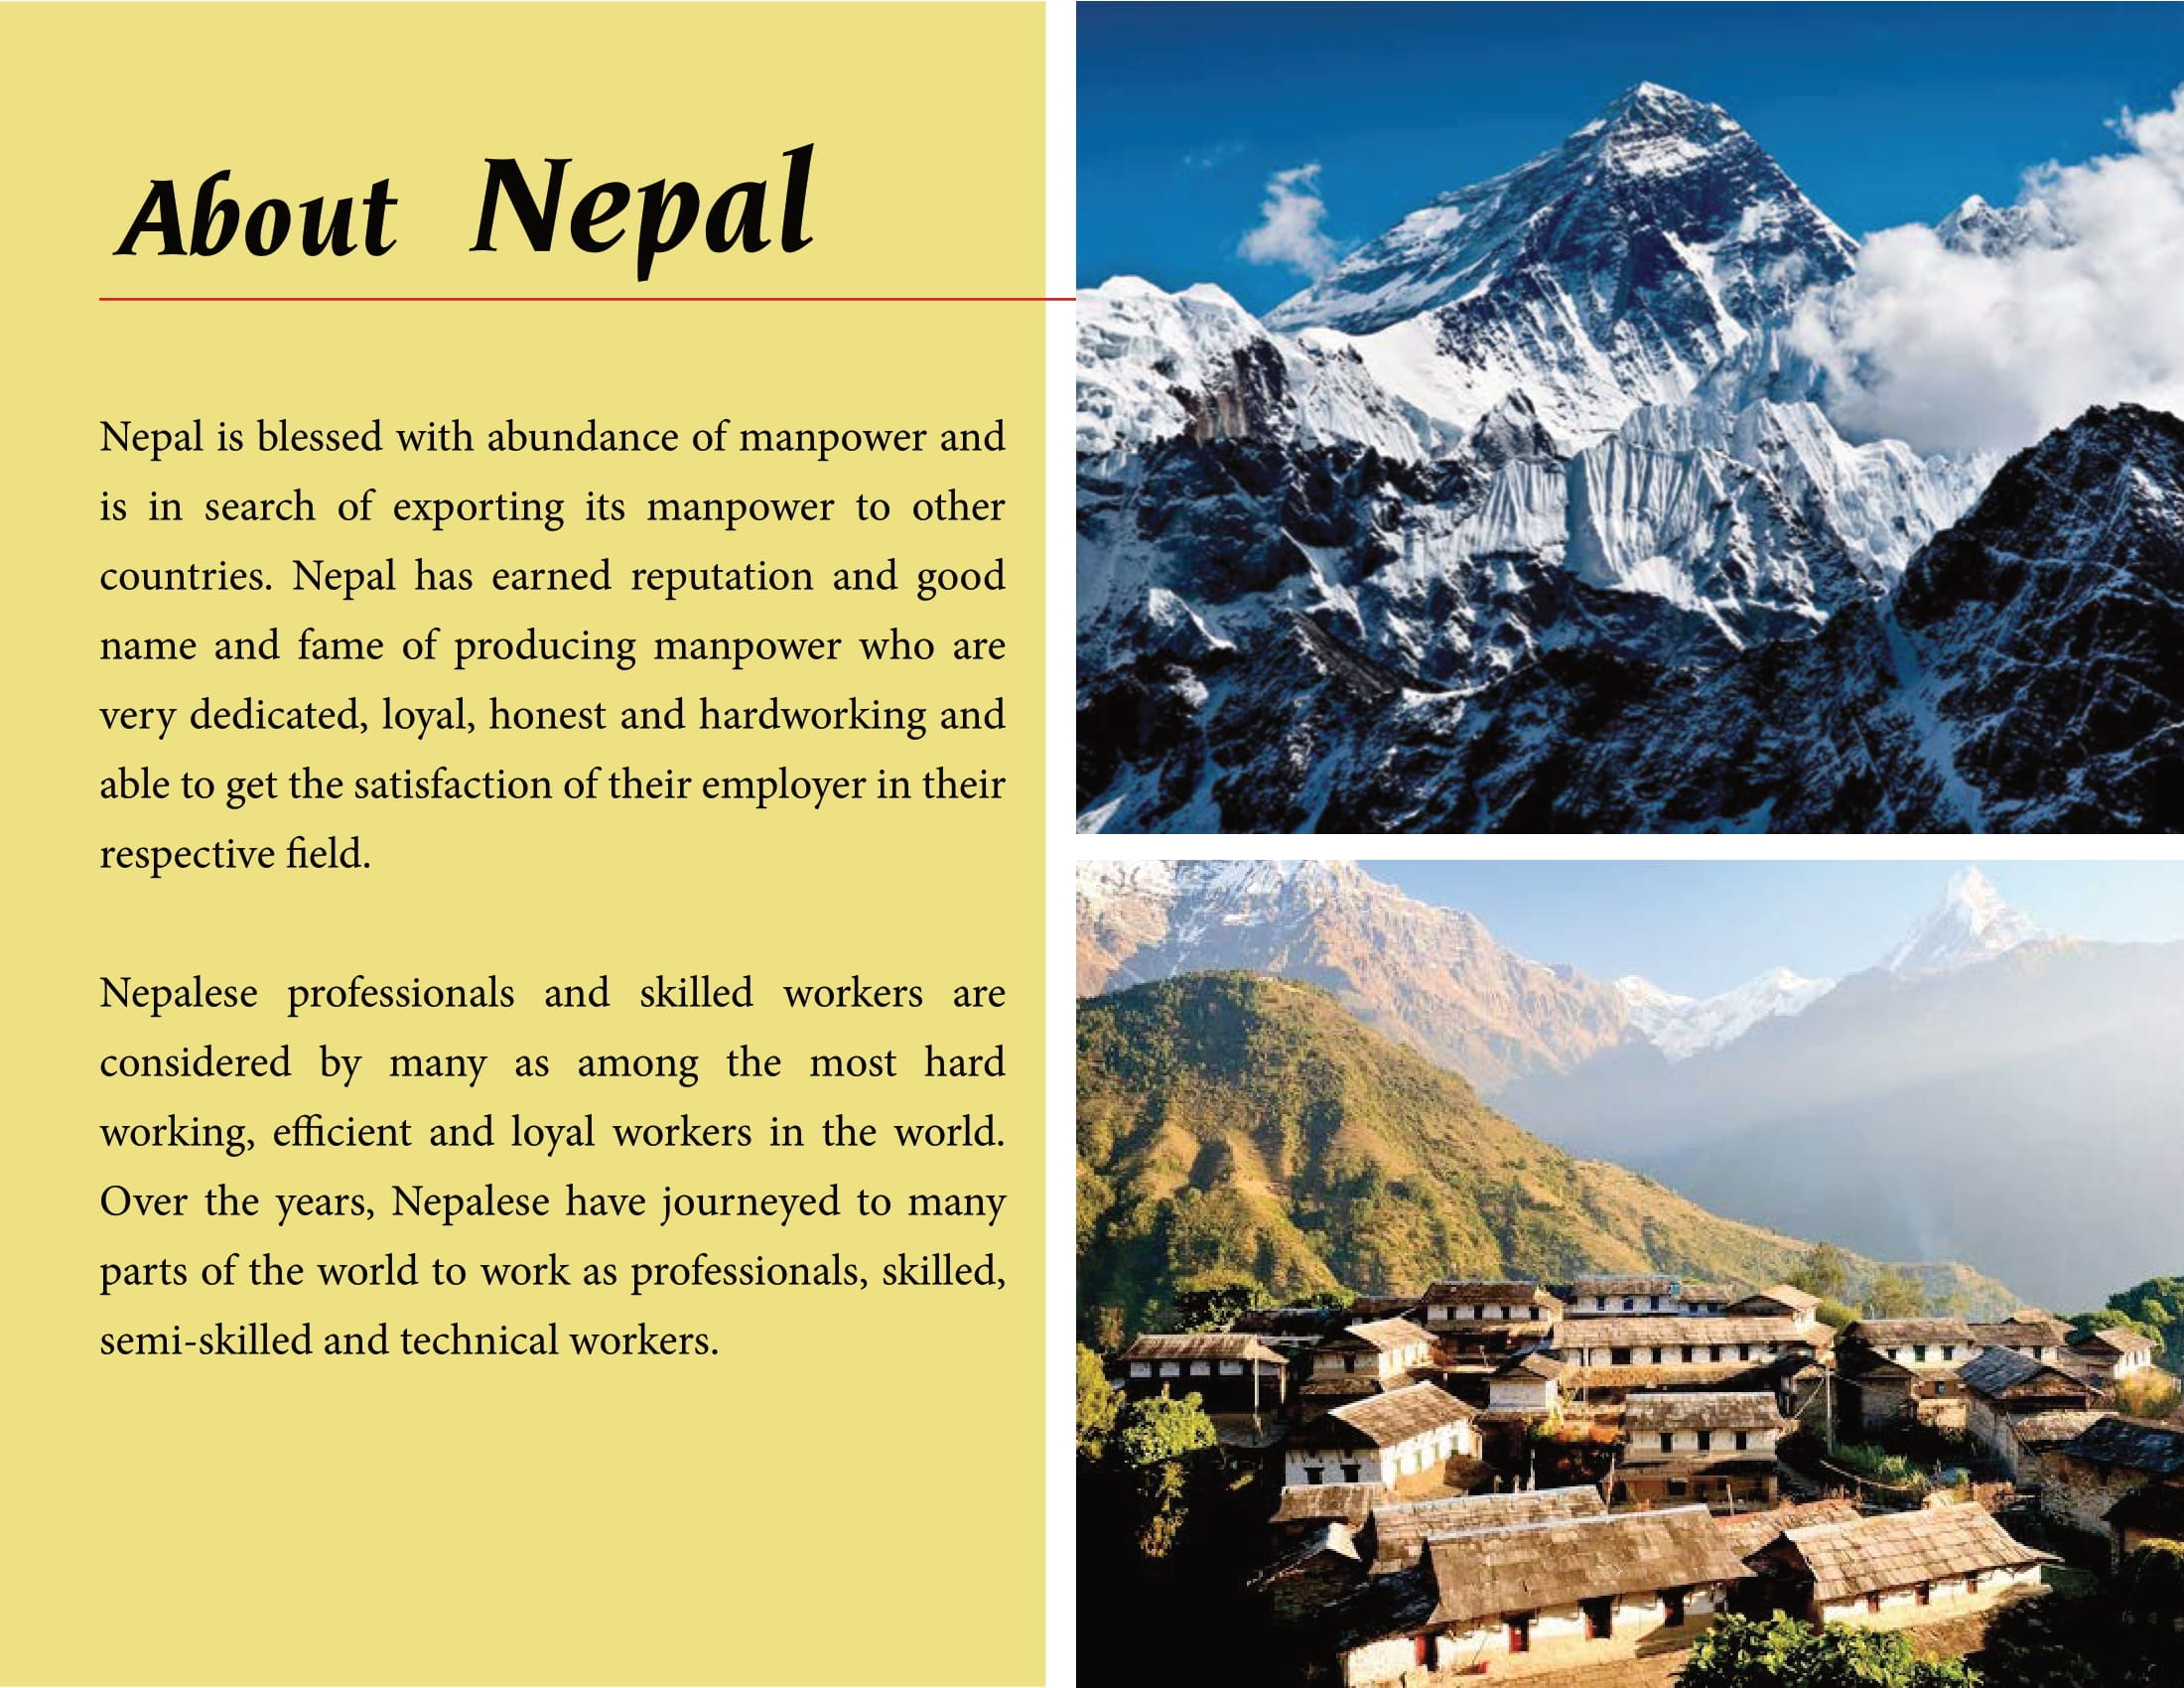 About Nepal
Nepal is blessed with abundance of manpower and
is in search of exporting its manpower to other
countries. Nepal has earned reputation and good
name and fame of producing manpower who are
very dedicated, loyal, honest and hardworking and
able to get the satisfaction of their employer in their
respective field.
Nepalese professionals and skilled workers are
considered by many as among the most hard
working, efficient and loyal workers in the world.
Over the years, Nepalese have journeyed to many
parts of the world to work as professionals, skilled,
semi-skilled and technical workers.